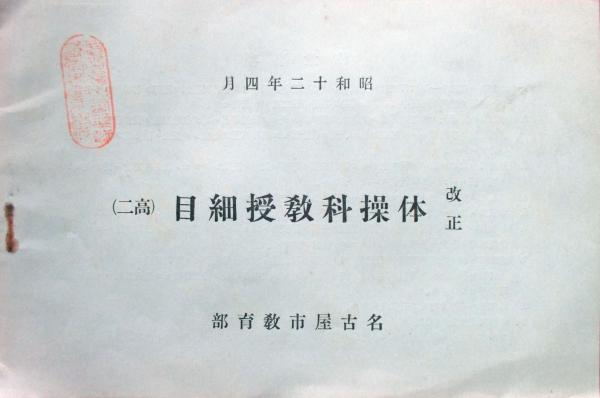 昭和十二年四月
改正体操科教授細目(高二)
名古屋市教育部